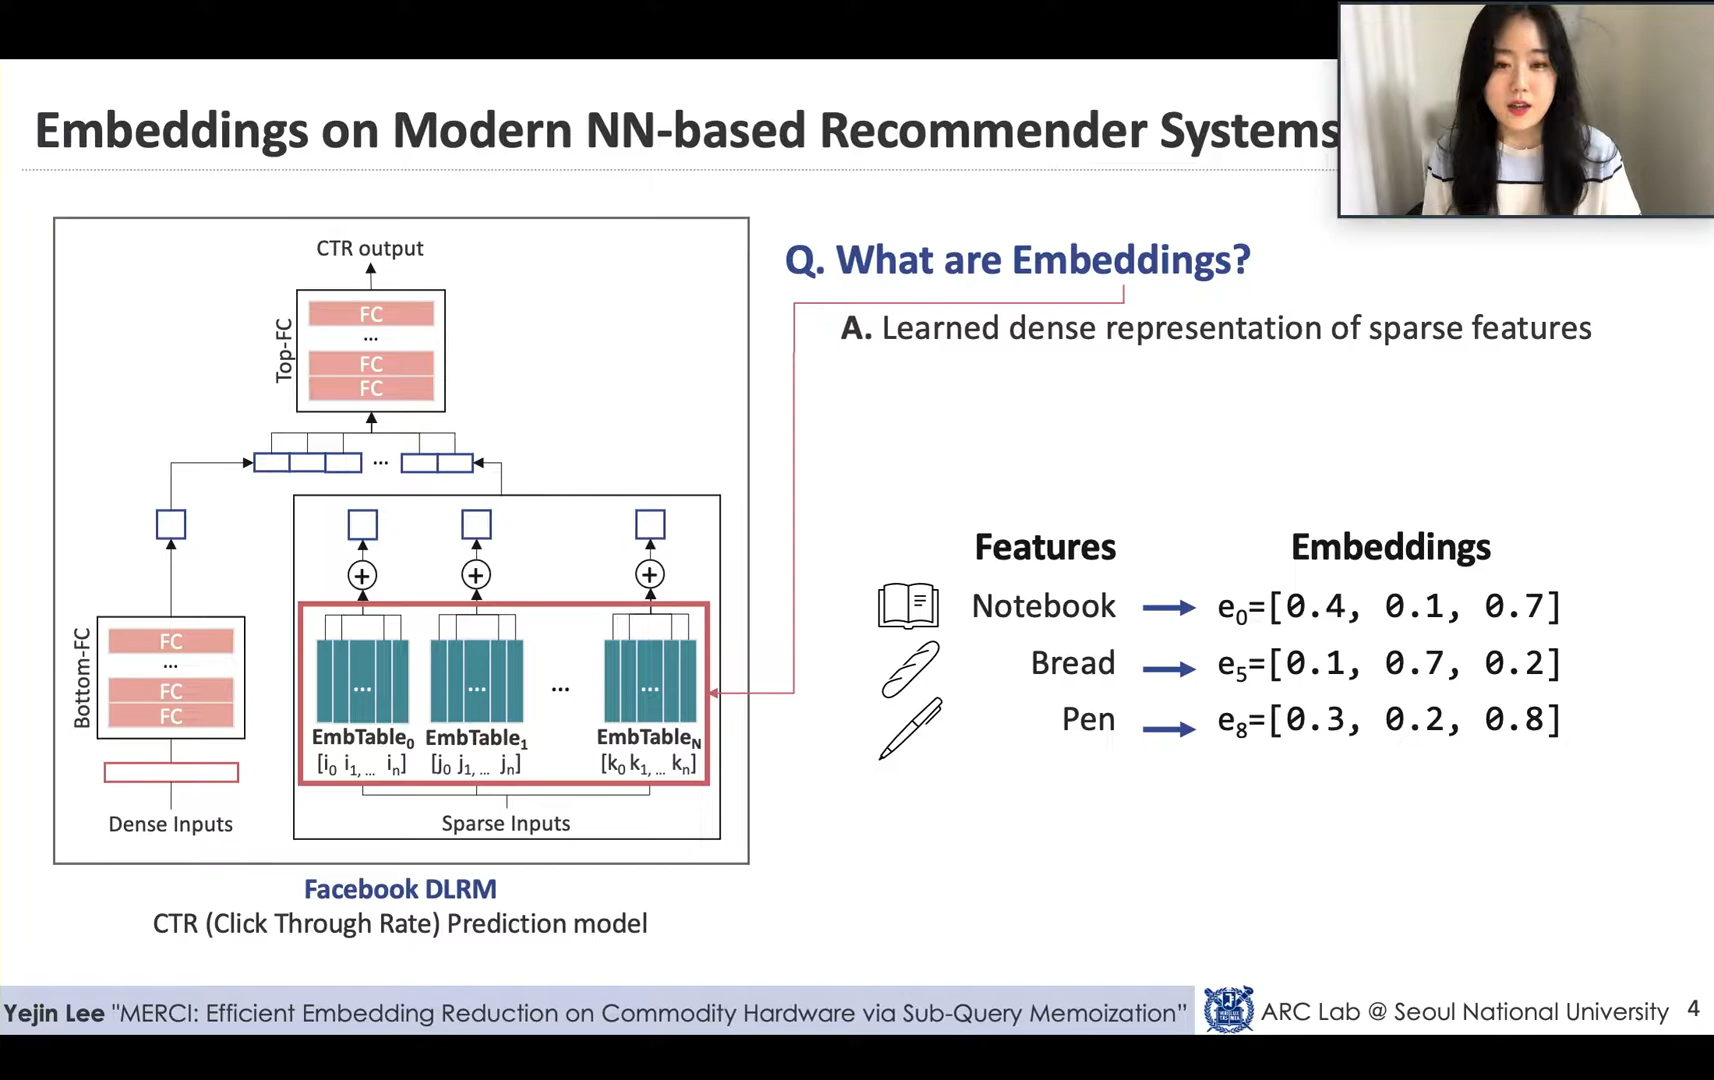 Embeddings on Modern NN-based Recommender Systems
CTR output
Top-FC
FC
...
FC
FC
...
Bottom-FC
FC
...
FC
FC
Dense Inputs
+
+
+
...
...
...
...
EmbTable0 EmbTable1 EmbTableN
[i0 i1, ... in] [j0 j1, ... jn] [k0 k1, ... kn]
Sparse Inputs
Facebook DLRM
CTR (Click Through Rate) Prediction model
Q. What are Embeddings?
A. Learned dense representation of sparse features
Features Embeddings
Notebook e0=[0.4, 0.1, 0.7]
Bread e5=[0.1, 0.7, 0.2]
Pen e8=[0.3, 0.2, 0.8]
Yejin Lee "MERCI: Efficient Embedding Reduction on Commodity Hardware via Sub-Query Memoization” ARC Lab @ Seoul National University 4